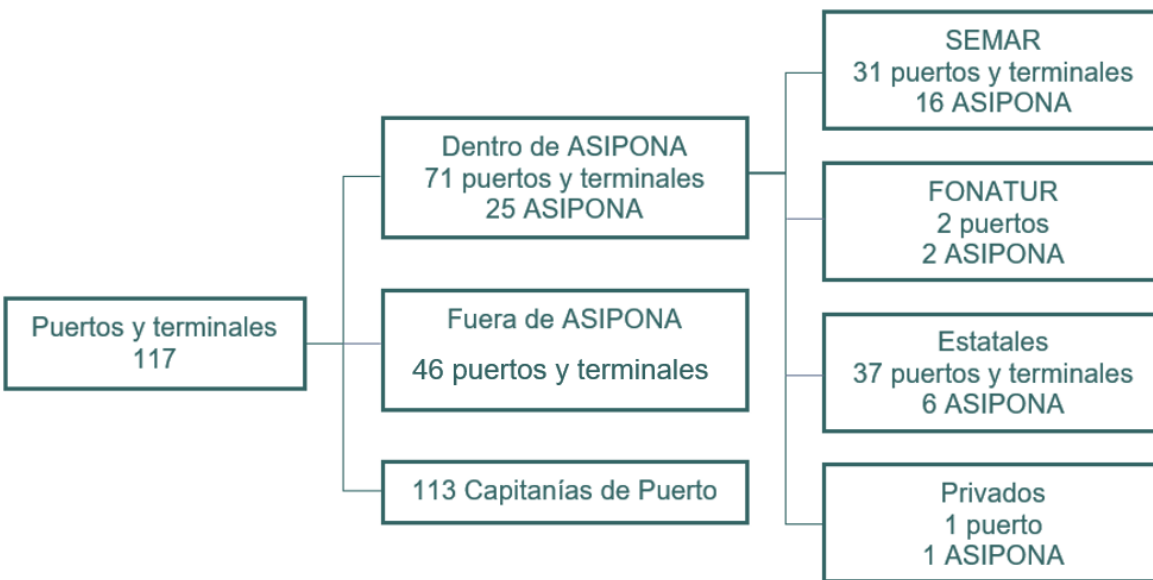 Puertos y terminales
117
Dentro de ASIPONA
71 puertos y terminales
25 ASIPONA
Fuera de ASIPONA
46 puertos y terminales
113 Capitanías de Puerto
SEMAR
31 puertos y terminales
16 ASIPONA
FONATUR
2 puertos
2 ASIPONA
Estatales
37 puertos y terminales
6 ASIPONA
Privados
1 puerto
1 ASIPONA